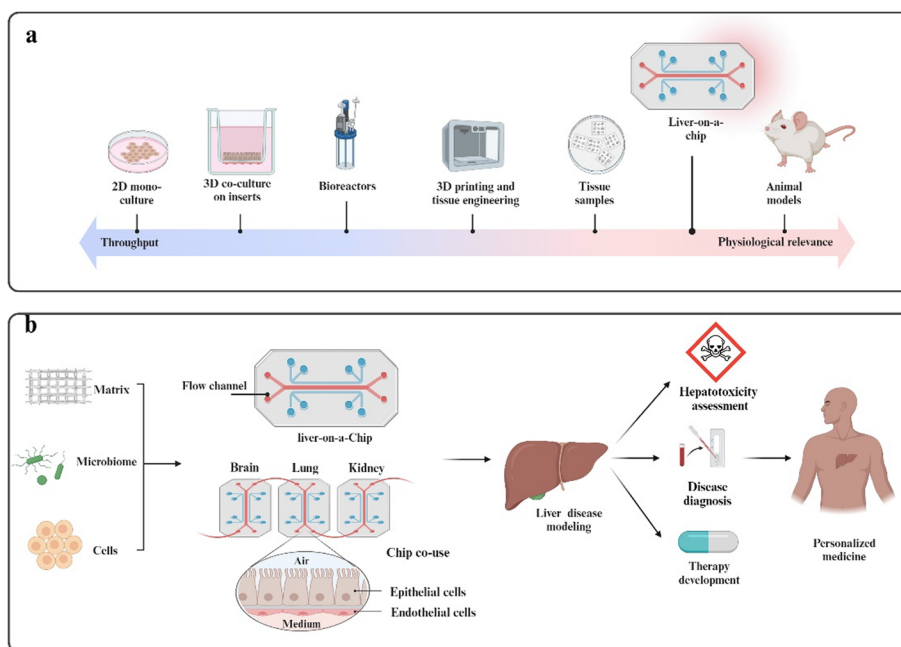 a
2D mono-
culture
3D co-culture
on inserts
Bioreactors
3D printing and
tissue engineering
Tissue
samples
Liver-on-a-
chip
Animal
models
Throughput
Physiological relevance
b
Matrix
Microbiome
Cells
Flow channel
liver-on-a-Chip
Brain
Lung
Kidney
Chip co-use
Air
Epithelial cells
Endothelial cells
Medium
Liver disease
modeling
Hepatotoxicity
assessment
Disease
diagnosis
Therapy
development
Personalized
medicine